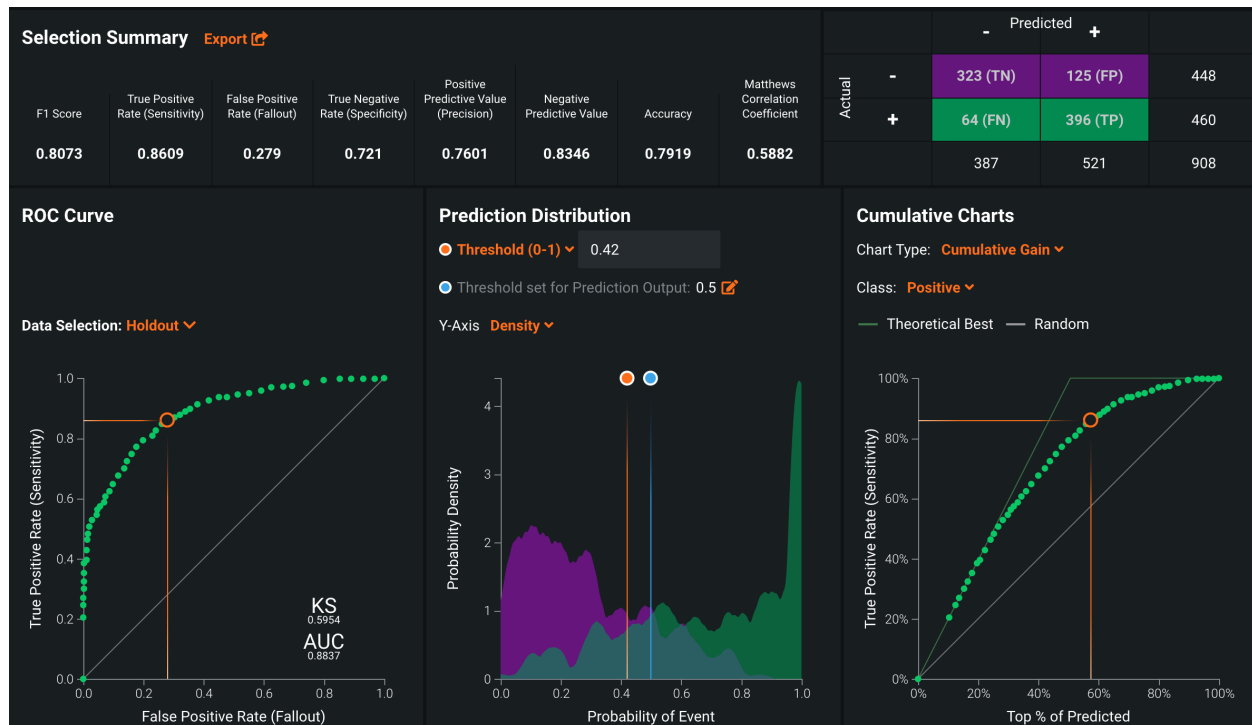 Selection Summary Export
F1 Score
True Positive
Rate (Sensitivity)
False Positive
Rate (Fallout)
True Negative
Rate (Specificity)
Positive
Predictive Value
(Precision)
Negative
Predictive Value
Accuracy
Matthews
Correlation
Coefficient
0.8073 0.8609 0.279 0.721 0.7601 0.8346 0.7919 0.5882
Predicted
- +
Actual
- 323 (TN) 125 (FP) 448
+ 64 (FN) 396 (TP) 460
387 521 908
ROC Curve
Data Selection: Holdout
True Positive Rate (Sensitivity)
1.0
0.8
0.6
0.4
0.2
0.0
KS
0.5954
AUC
0.8837
0.0 0.2 0.4 0.6 0.8 1.0
False Positive Rate (Fallout)
Prediction Distribution
Threshold (0-1) 0.42
Threshold set for Prediction Output: 0.5
Y-Axis Density
Probability Density
4
3
2
1
0
0.0 0.2 0.4 0.6 0.8 1.0
Probability of Event
Cumulative Charts
Chart Type: Cumulative Gain
Class: Positive
Theoretical Best Random
True Positive Rate (Sensitivity)
100%
80%
60%
40%
20%
0%
0% 20% 40% 60% 80% 100%
Top % of Predicted